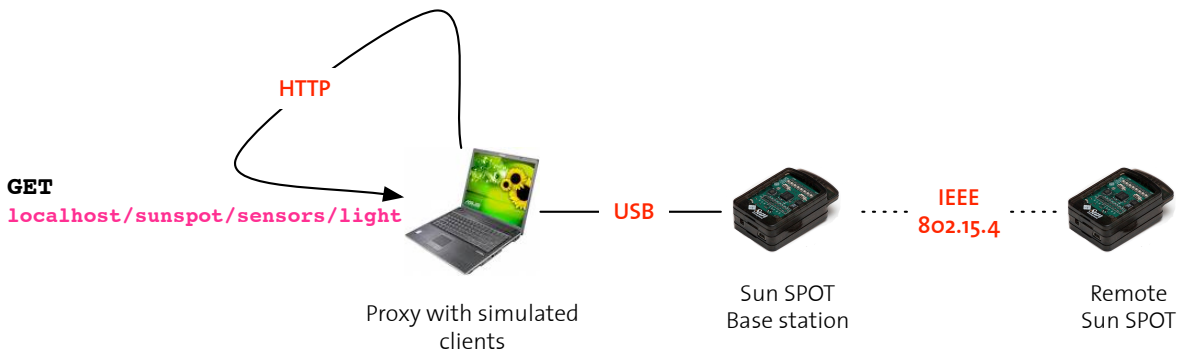 HTTP
GET
localhost/sunspot/sensors/light
USB
IEEE
802.15.4
Proxy with simulated
clients
Sun SPOT
Base station
Remote
Sun SPOT